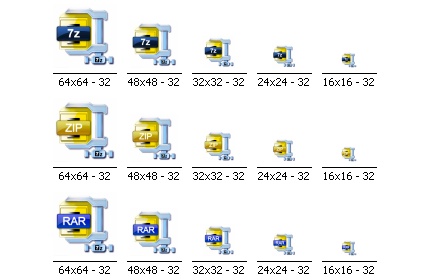 7z 7z 7z 7z
64x64 - 32 48x48 - 32 32x32 - 32 24x24 - 32 16x16 - 32
ZIP ZIP
64x64 - 32 48x48 - 32 32x32 - 32 24x24 - 32 16x16 - 32
RAR RAR RAR RAR
64x64 - 32 48x48 - 32 32x32 - 32 24x24 - 32 16x16 - 32